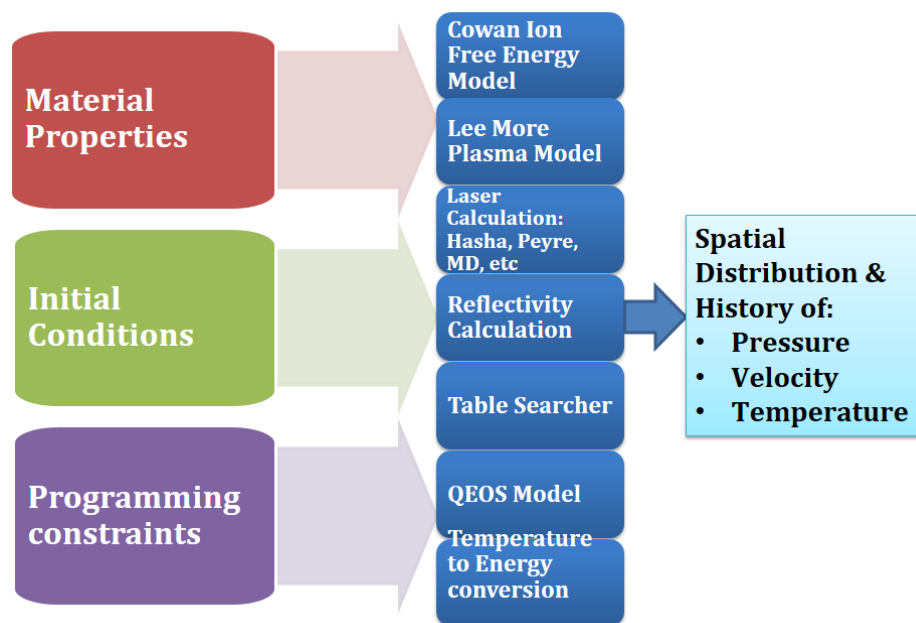 Material
Properties
Initial
Conditions
Programming
constraints
Cowan Ion
Free Energy
Model
Lee More
Plasma Model
Laser
Calculation:
Hasha, Peyre,
MD, etc
Reflectivity
Calculation
Table Searcher
QEOS Model
Temperature
to Energy
conversion
Spatial
Distribution &
History of:
• Pressure
• Velocity
• Temperature